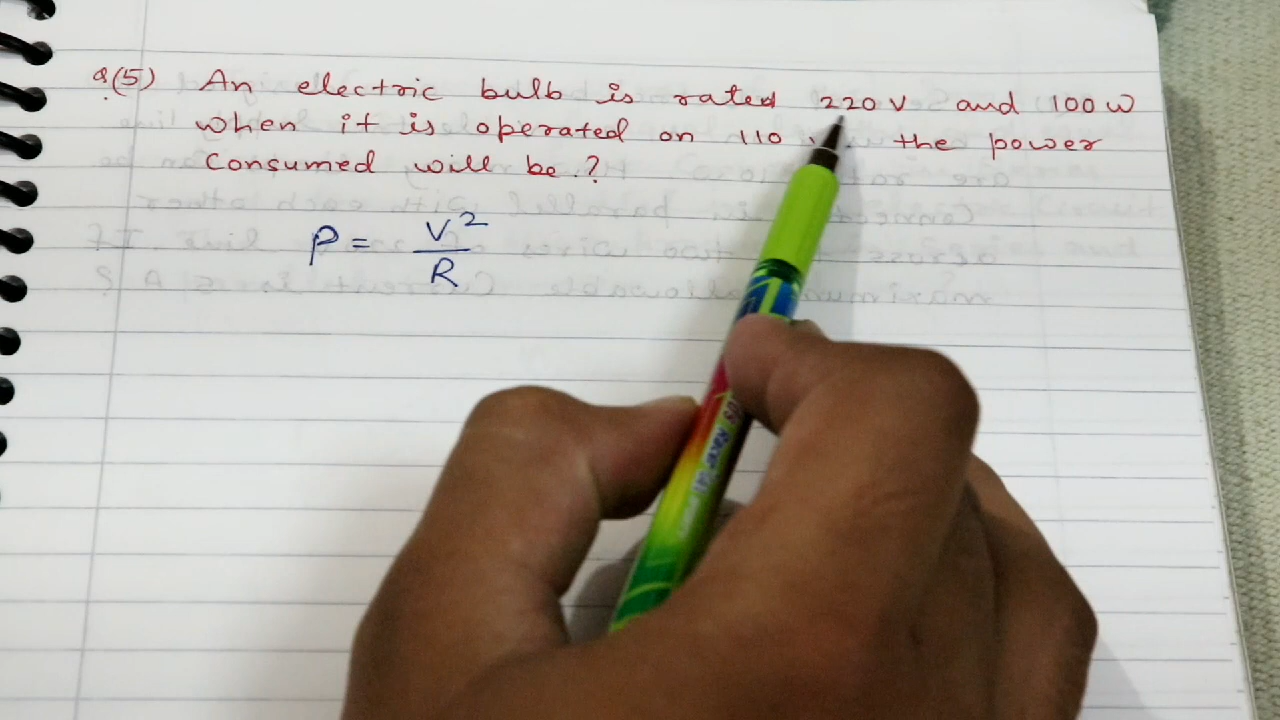 Q.(5) An electric bulb is rated 220 V and 100 W
when it is operated on 110 the power
Consumed will be.?
P = V²/R